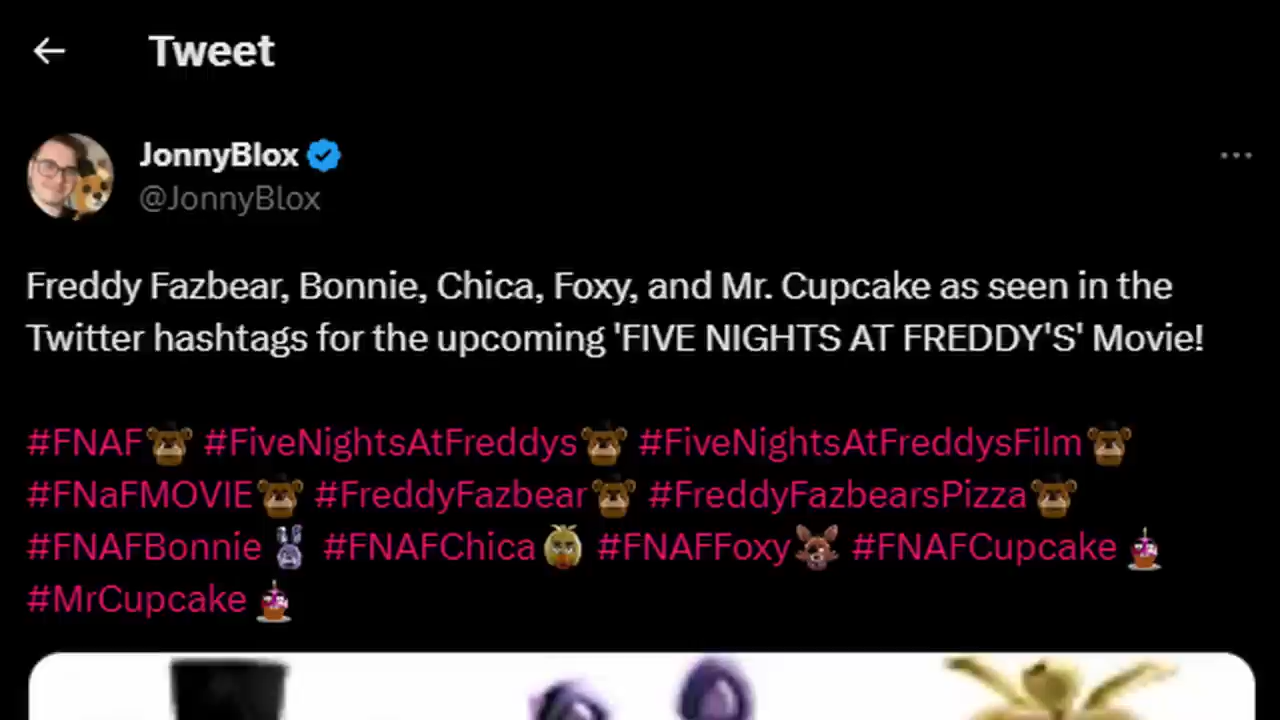 Tweet
JonnyBlox
@JonnyBlox
Freddy Fazbear, Bonnie, Chica, Foxy, and Mr. Cupcake as seen in the
Twitter hashtags for the upcoming 'FIVE NIGHTS AT FREDDY'S' Movie!
#FNAF #FiveNightsAtFreddys #FiveNightsAtFreddysFilm
#FNaFMOVIE #FreddyFazbear #FreddyFazbearsPizza
#FNAFBonnie #FNAFChica #FNAFFoxy #FNAFCupcake
#MrCupcake